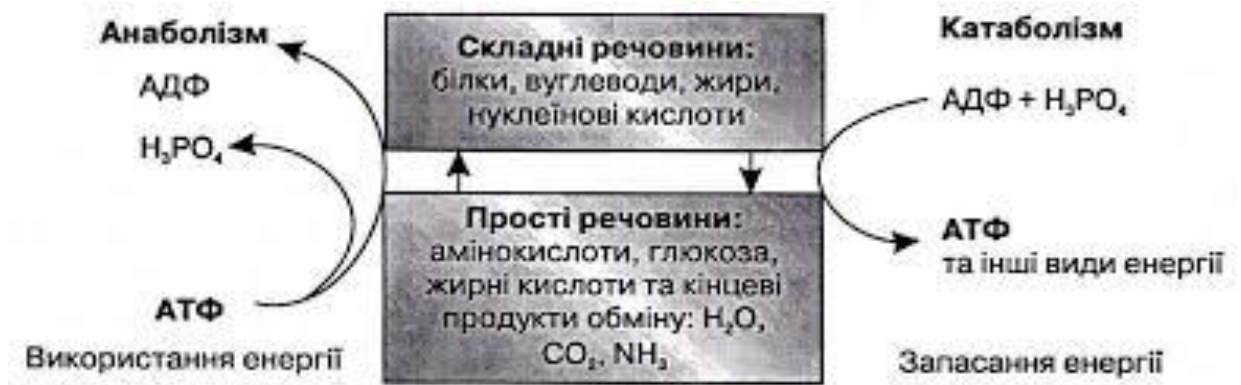 Анаболізм
АДФ
H₃PO₄
АТФ
Використання енергії
Складні речовини:
білки, вуглеводи, жири,
нуклеїнові кислоти
Прості речовини:
амінокислоти, глюкоза,
жирні кислоти та кінцеві
продукти обміну: H₂O,
CO₂, NH₃
Катаболізм
АДФ + H₃PO₄
АТФ
та інші види енергії
Запасання енергії